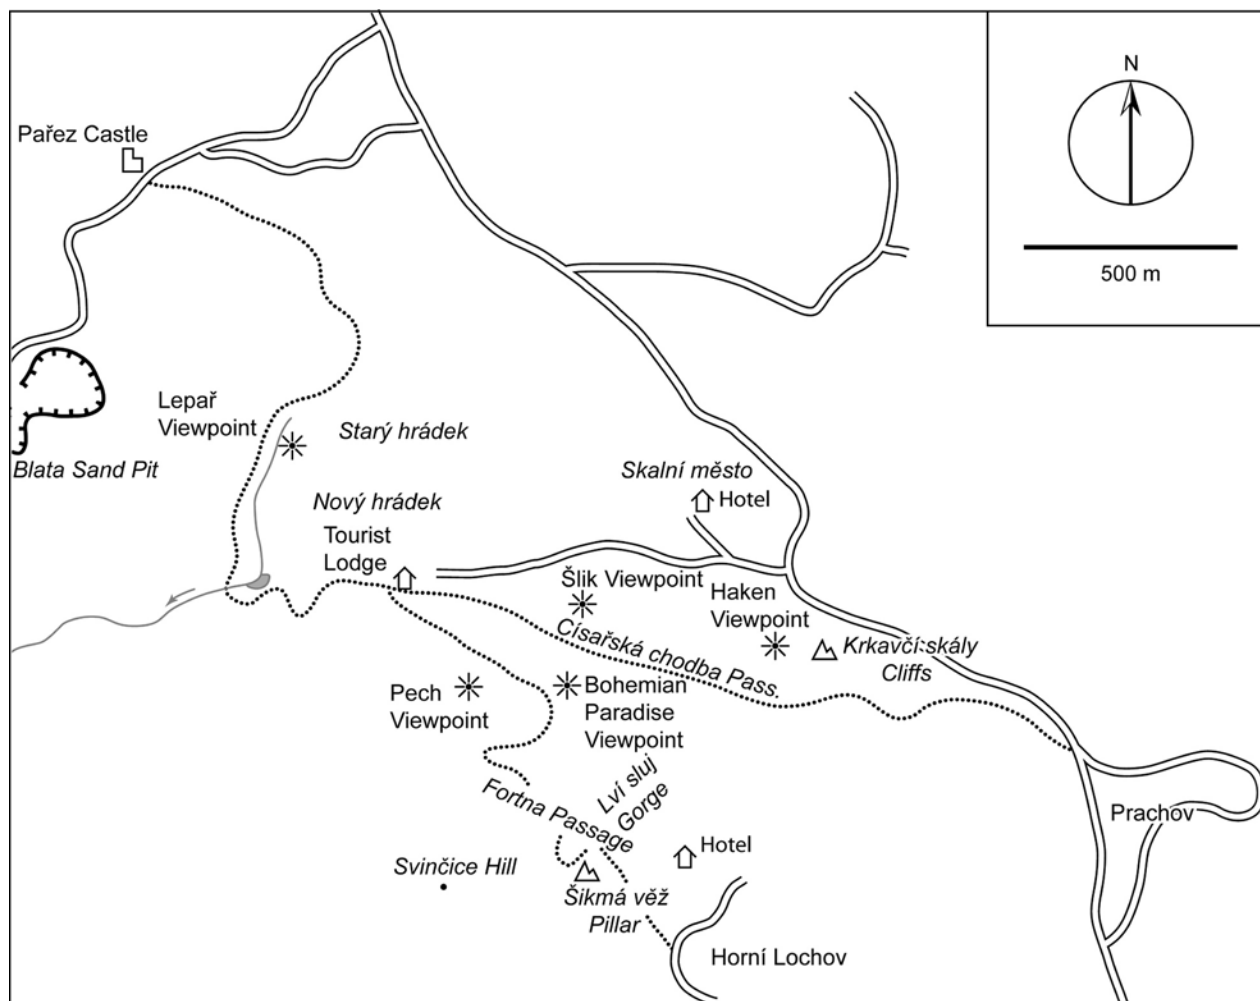 N
500 m
Pařez Castle
Lepař
Viewpoint
Starý hrádek
Blata Sand Pit
Skalní město
Hotel
Nový hrádek
Tourist
Lodge
Šlik Viewpoint
Haken
Viewpoint
Císařská chodba Pass.
Krkavčí skály
Cliffs
Pech
Viewpoint
Bohemian
Paradise
Viewpoint
Lví sluj
Gorge
Fortna Passage
Prachov
Hotel
Svinčice Hill
Šikmá věž
Pillar
Horní Lochov